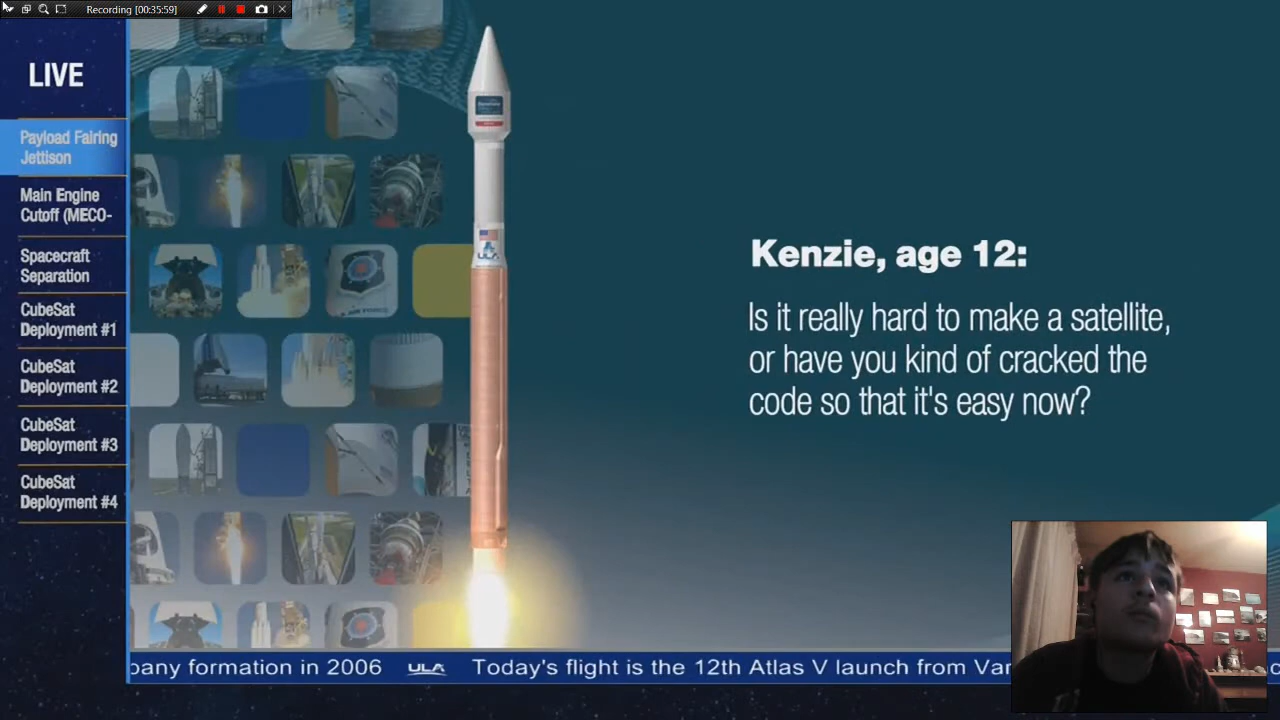 Recording [00:35:59]
LIVE
Payload Fairing
Jettison
Main Engine
Cutoff (MECO-
Spacecraft
Separation
CubeSat
Deployment #1
CubeSat
Deployment #2
CubeSat
Deployment #3
CubeSat
Deployment #4
ULA
Kenzie, age 12:
Is it really hard to make a satellite,
or have you kind of cracked the
code so that it's easy now?
pany formation in 2006 ULA Today's flight is the 12th Atlas V launch from Van